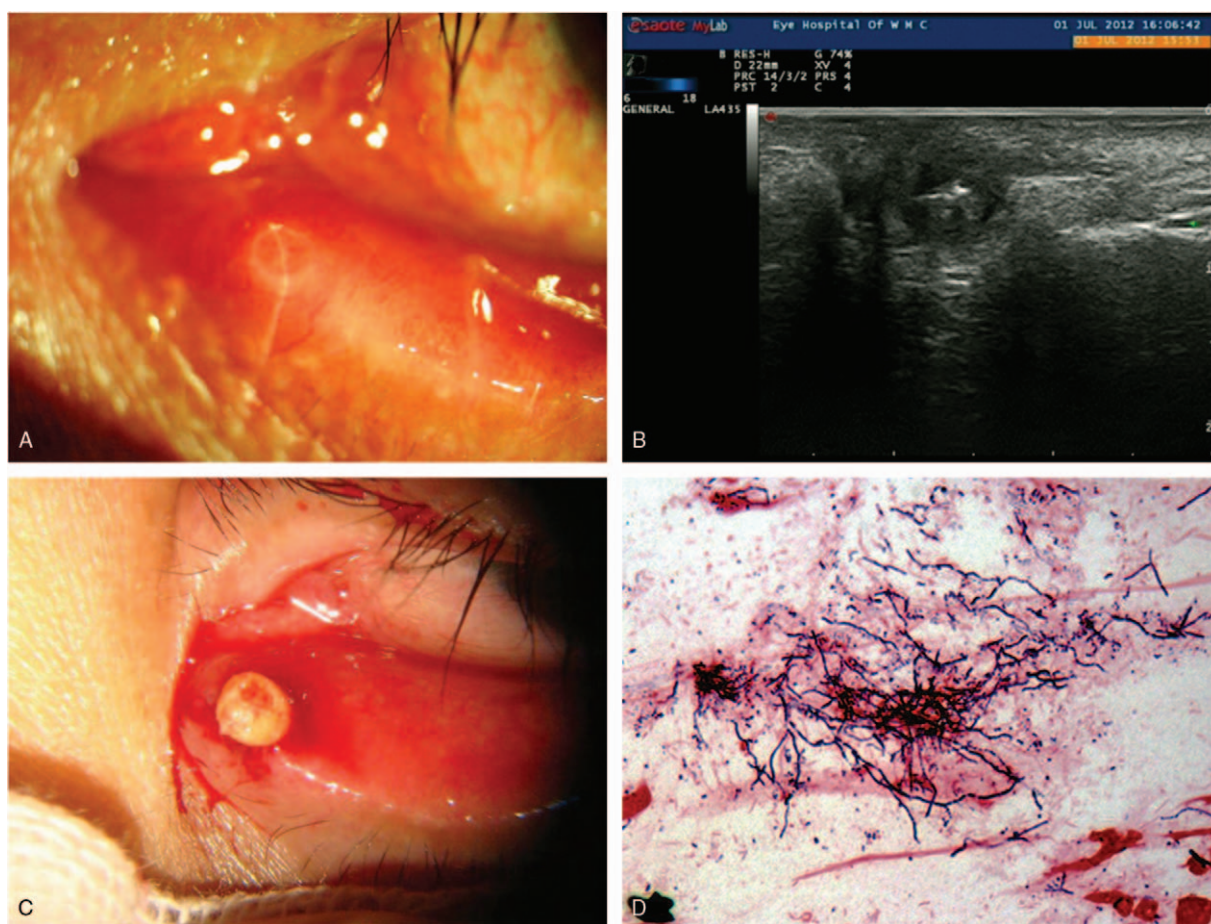 A
esaote MyLab Eye Hospital Of W M C 01 JUL 2012 16:06:42
B RES-H G 74%
D 22mm XV 4
PRC 14/3/2 PRS 4
PST 2 C 4
6 18
GENERAL LA435
B
C
D